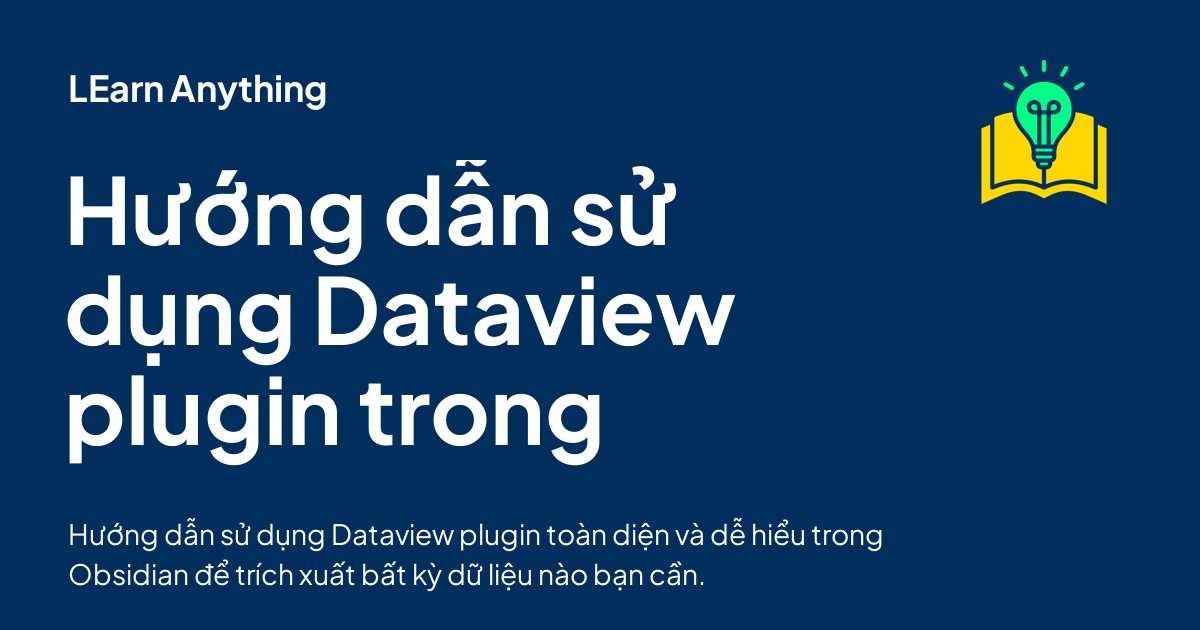 LEarn Anything
Hướng dẫn sử
dụng Dataview
plugin trong
Hướng dẫn sử dụng Dataview plugin toàn diện và dễ hiểu trong
Obsidian để trích xuất bất kỳ dữ liệu nào bạn cần.